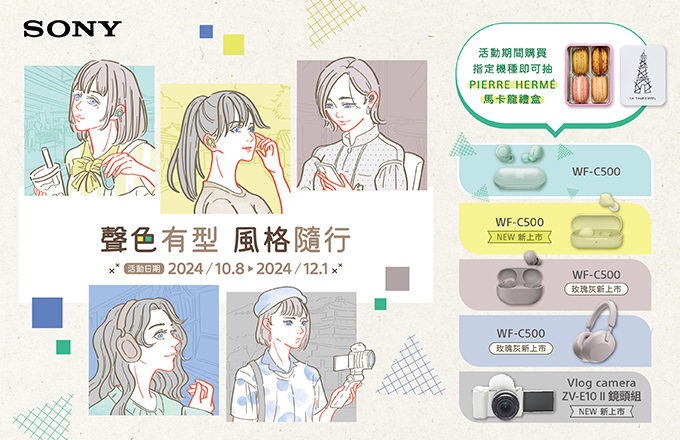 SONY
活動期間購買
指定機種即可抽
PIERRE HERMÉ
馬卡龍禮盒
聲色有型 風格隨行
活動日期 2024/10.8▸2024/12.1
WF-C500
WF-C500
NEW 新上市
WF-C500
玫瑰灰新上市
WF-C500
玫瑰灰新上市
Vlog camera
ZV-E10 II 鏡頭組
NEW 新上市